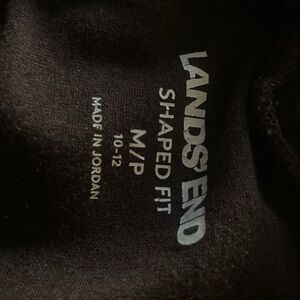 LANDS' END
SHAPED FIT
M/P
10-12
MADE IN JORDAN